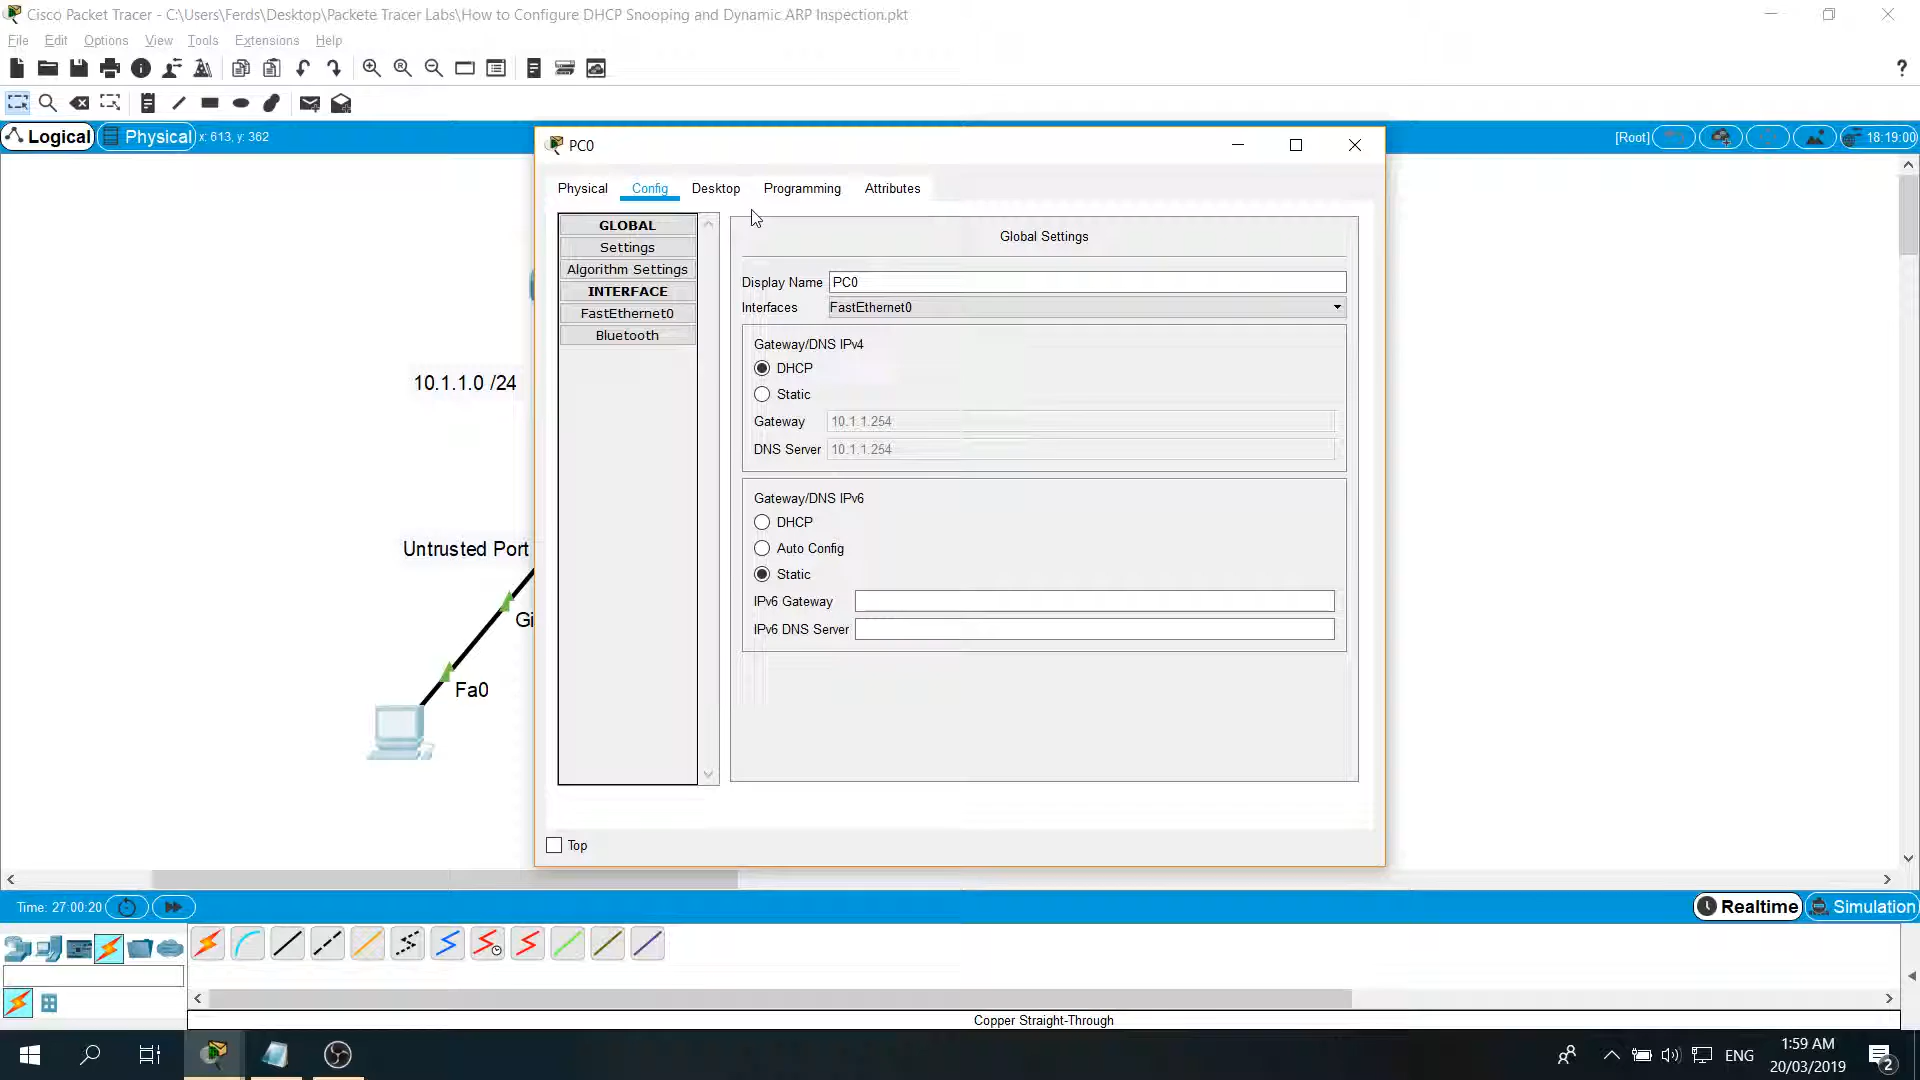 Cisco Packet Tracer - C:\Users\Ferds\Desktop\Packete Tracer Labs\How to Configure DHCP Snooping and Dynamic ARP Inspection.pkt
File Edit Options View Tools Extensions Help
?
Logical Physical x: 613, y: 362
[Root] 18:19:00
PC0
Physical Config Desktop Programming Attributes
GLOBAL
Settings
Algorithm Settings
INTERFACE
FastEthernet0
Bluetooth
Global Settings
Display Name PC0
Interfaces FastEthernet0
Gateway/DNS IPv4
DHCP
Static
Gateway 10.1.1.254
DNS Server 10.1.1.254
Gateway/DNS IPv6
DHCP
Auto Config
Static
IPv6 Gateway
IPv6 DNS Server
Top
10.1.1.0 /24
Untrusted Port
Gi
Fa0
Time: 27:00:20
Realtime Simulation
Copper Straight-Through
ENG
1:59 AM
20/03/2019
2